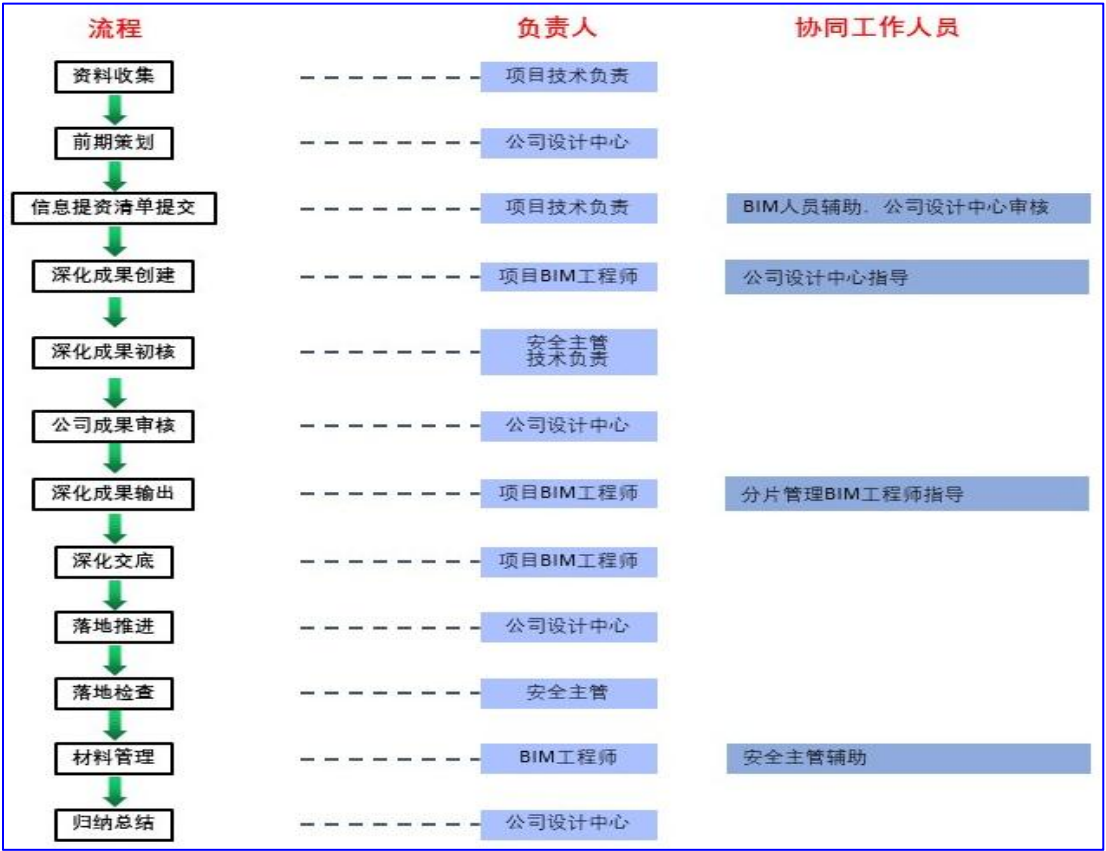 流程 负责人 协同工作人员
资料收集 项目技术负责
前期策划 公司设计中心
信息提资清单提交 项目技术负责 BIM人员辅助、公司设计中心审核
深化成果创建 项目BIM工程师 公司设计中心指导
深化成果初核 安全主管
技术负责
公司成果审核 公司设计中心
深化成果输出 项目BIM工程师 分片管理BIM工程师指导
深化交底 项目BIM工程师
落地推进 公司设计中心
落地检查 安全主管
材料管理 BIM工程师 安全主管辅助
归纳总结 公司设计中心